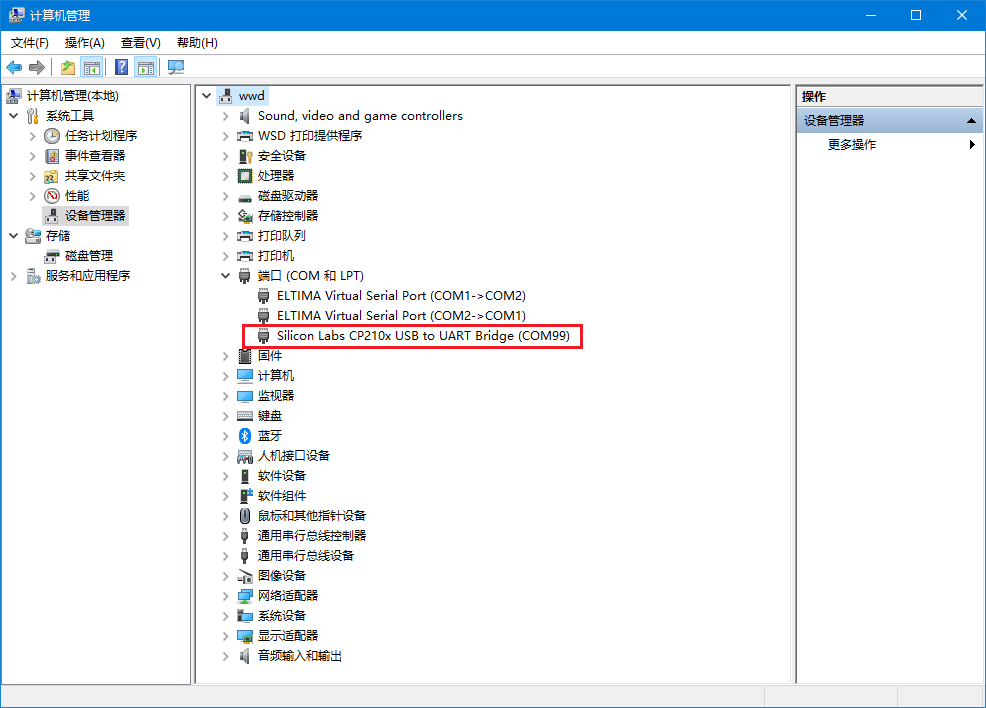 计算机管理
文件(F) 操作(A) 查看(V) 帮助(H)
计算机管理(本地)
系统工具
任务计划程序
事件查看器
共享文件夹
性能
设备管理器
存储
磁盘管理
服务和应用程序
wwd
Sound, video and game controllers
WSD 打印提供程序
安全设备
处理器
磁盘驱动器
存储控制器
打印队列
打印机
端口 (COM 和 LPT)
ELTIMA Virtual Serial Port (COM1->COM2)
ELTIMA Virtual Serial Port (COM2->COM1)
Silicon Labs CP210x USB to UART Bridge (COM99)
固件
计算机
监视器
键盘
蓝牙
人机接口设备
软件设备
软件组件
鼠标和其他指针设备
通用串行总线控制器
通用串行总线设备
图像设备
网络适配器
系统设备
显示适配器
音频输入和输出
操作
设备管理器
更多操作